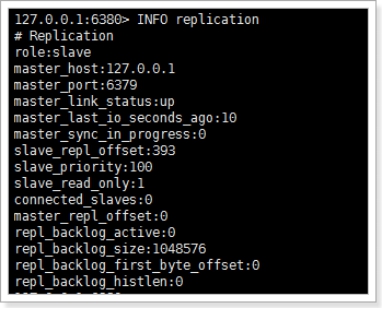 127.0.0.1:6380> INFO replication
# Replication
role:slave
master_host:127.0.0.1
master_port:6379
master_link_status:up
master_last_io_seconds_ago:10
master_sync_in_progress:0
slave_repl_offset:393
slave_priority:100
slave_read_only:1
connected_slaves:0
master_repl_offset:0
repl_backlog_active:0
repl_backlog_size:1048576
repl_backlog_first_byte_offset:0
repl_backlog_histlen:0